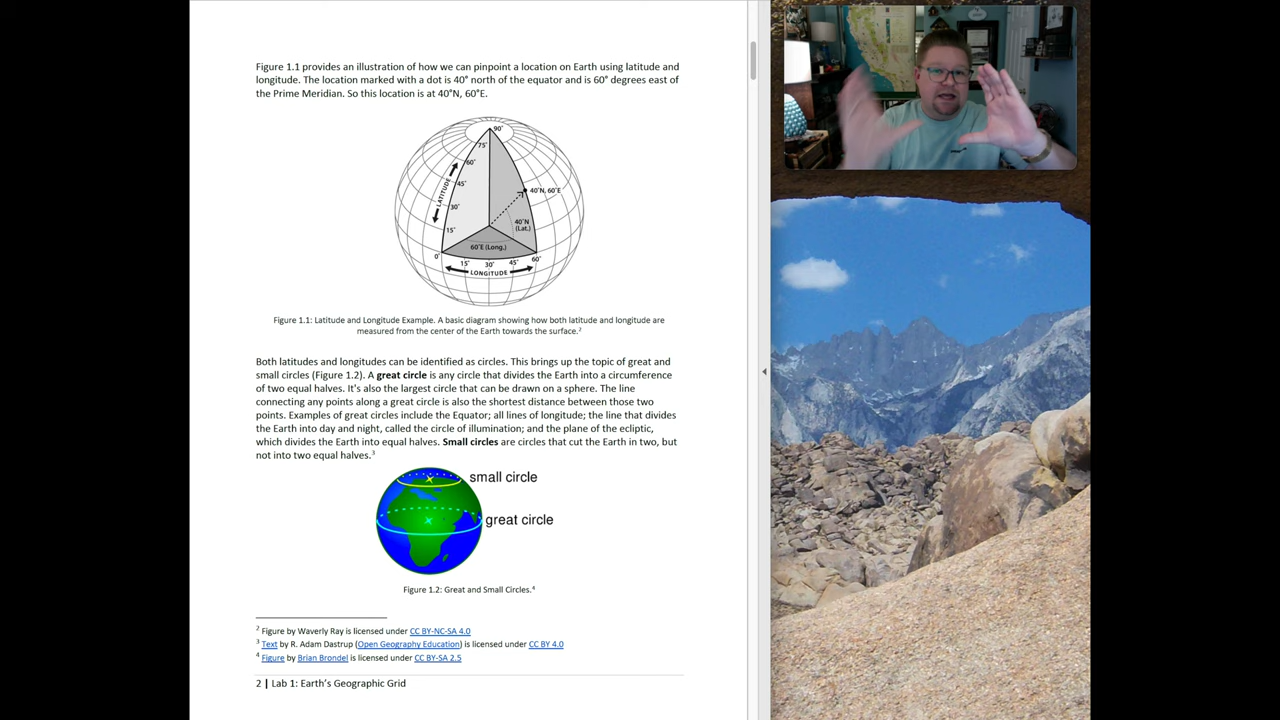 Figure 1.1 provides an illustration of how we can pinpoint a location on Earth using latitude and
longitude. The location marked with a dot is 40° north of the equator and is 60° degrees east of
the Prime Meridian. So this location is at 40°N, 60°E.
90°
75°
60°
45°
30°
15°
0°
LATITUDE
40°N, 60°E
40°N
(Lat.)
60°E (Long.)
15°
30°
45°
60°
LONGITUDE
Figure 1.1: Latitude and Longitude Example. A basic diagram showing how both latitude and longitude are
measured from the center of the Earth towards the surface.2
Both latitudes and longitudes can be identified as circles. This brings up the topic of great and
small circles (Figure 1.2). A great circle is any circle that divides the Earth into a circumference
of two equal halves. It's also the largest circle that can be drawn on a sphere. The line
connecting any points along a great circle is also the shortest distance between those two
points. Examples of great circles include the Equator; all lines of longitude; the line that divides
the Earth into day and night, called the circle of illumination; and the plane of the ecliptic,
which divides the Earth into equal halves. Small circles are circles that cut the Earth in two, but
not into two equal halves.3
small circle
great circle
Figure 1.2: Great and Small Circles.4
2 Figure by Waverly Ray is licensed under CC BY-NC-SA 4.0
3 Text by R. Adam Dastrup (Open Geography Education) is licensed under CC BY 4.0
4 Figure by Brian Brondel is licensed under CC BY-SA 2.5
2 | Lab 1: Earth's Geographic Grid